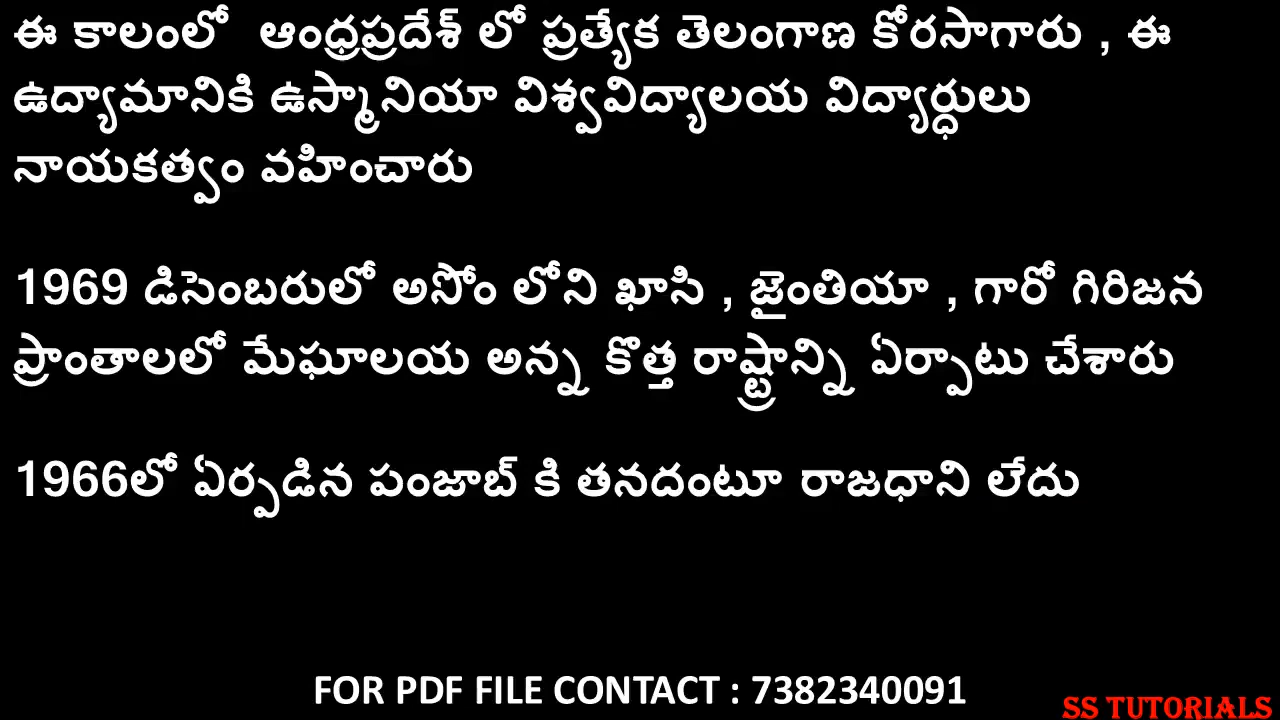 ఈ కాలంలో ఆంధ్రప్రదేశ్ లో ప్రత్యేక తెలంగాణ కోరసాగారు , ఈ
ఉద్యామానికి ఉస్మానియా విశ్వవిద్యాలయ విద్యార్ధులు
నాయకత్వం వహించారు
1969 డిసెంబరులో అసోం లోని ఖాసి , జైంతియా , గారో గిరిజన
ప్రాంతాలలో మేఘాలయ అన్న కొత్త రాష్ట్రాన్ని ఏర్పాటు చేశారు
1966లో ఏర్పడిన పంజాబ్ కి తనదంటూ రాజధాని లేదు
FOR PDF FILE CONTACT : 7382340091
SS TUTORIALS